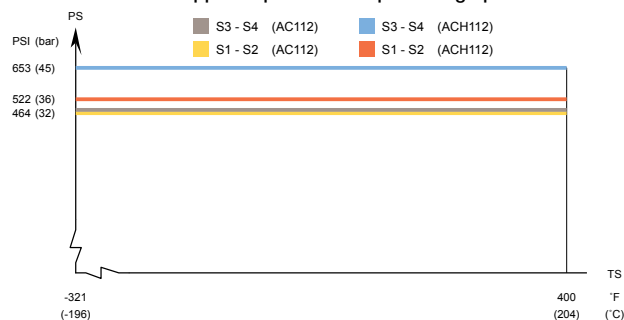 PS
PSI (bar)
S3 - S4 (AC112)
S3 - S4 (ACH112)
S1 - S2 (AC112)
S1 - S2 (ACH112)
653 (45)
522 (36)
464 (32)
TS
-321
400
°F
(-196)
(204)
(°C)